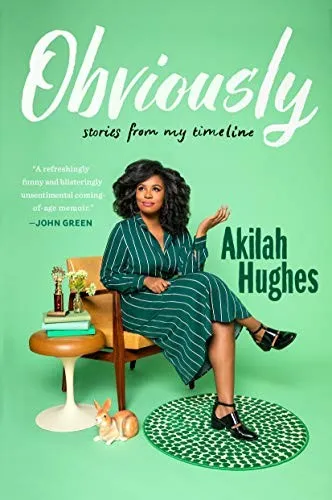 Obviously
stories from my timeline
"A refreshingly
funny and blisteringly
unsentimental coming-
of-age memoir."
—JOHN GREEN
Akilah
Hughes